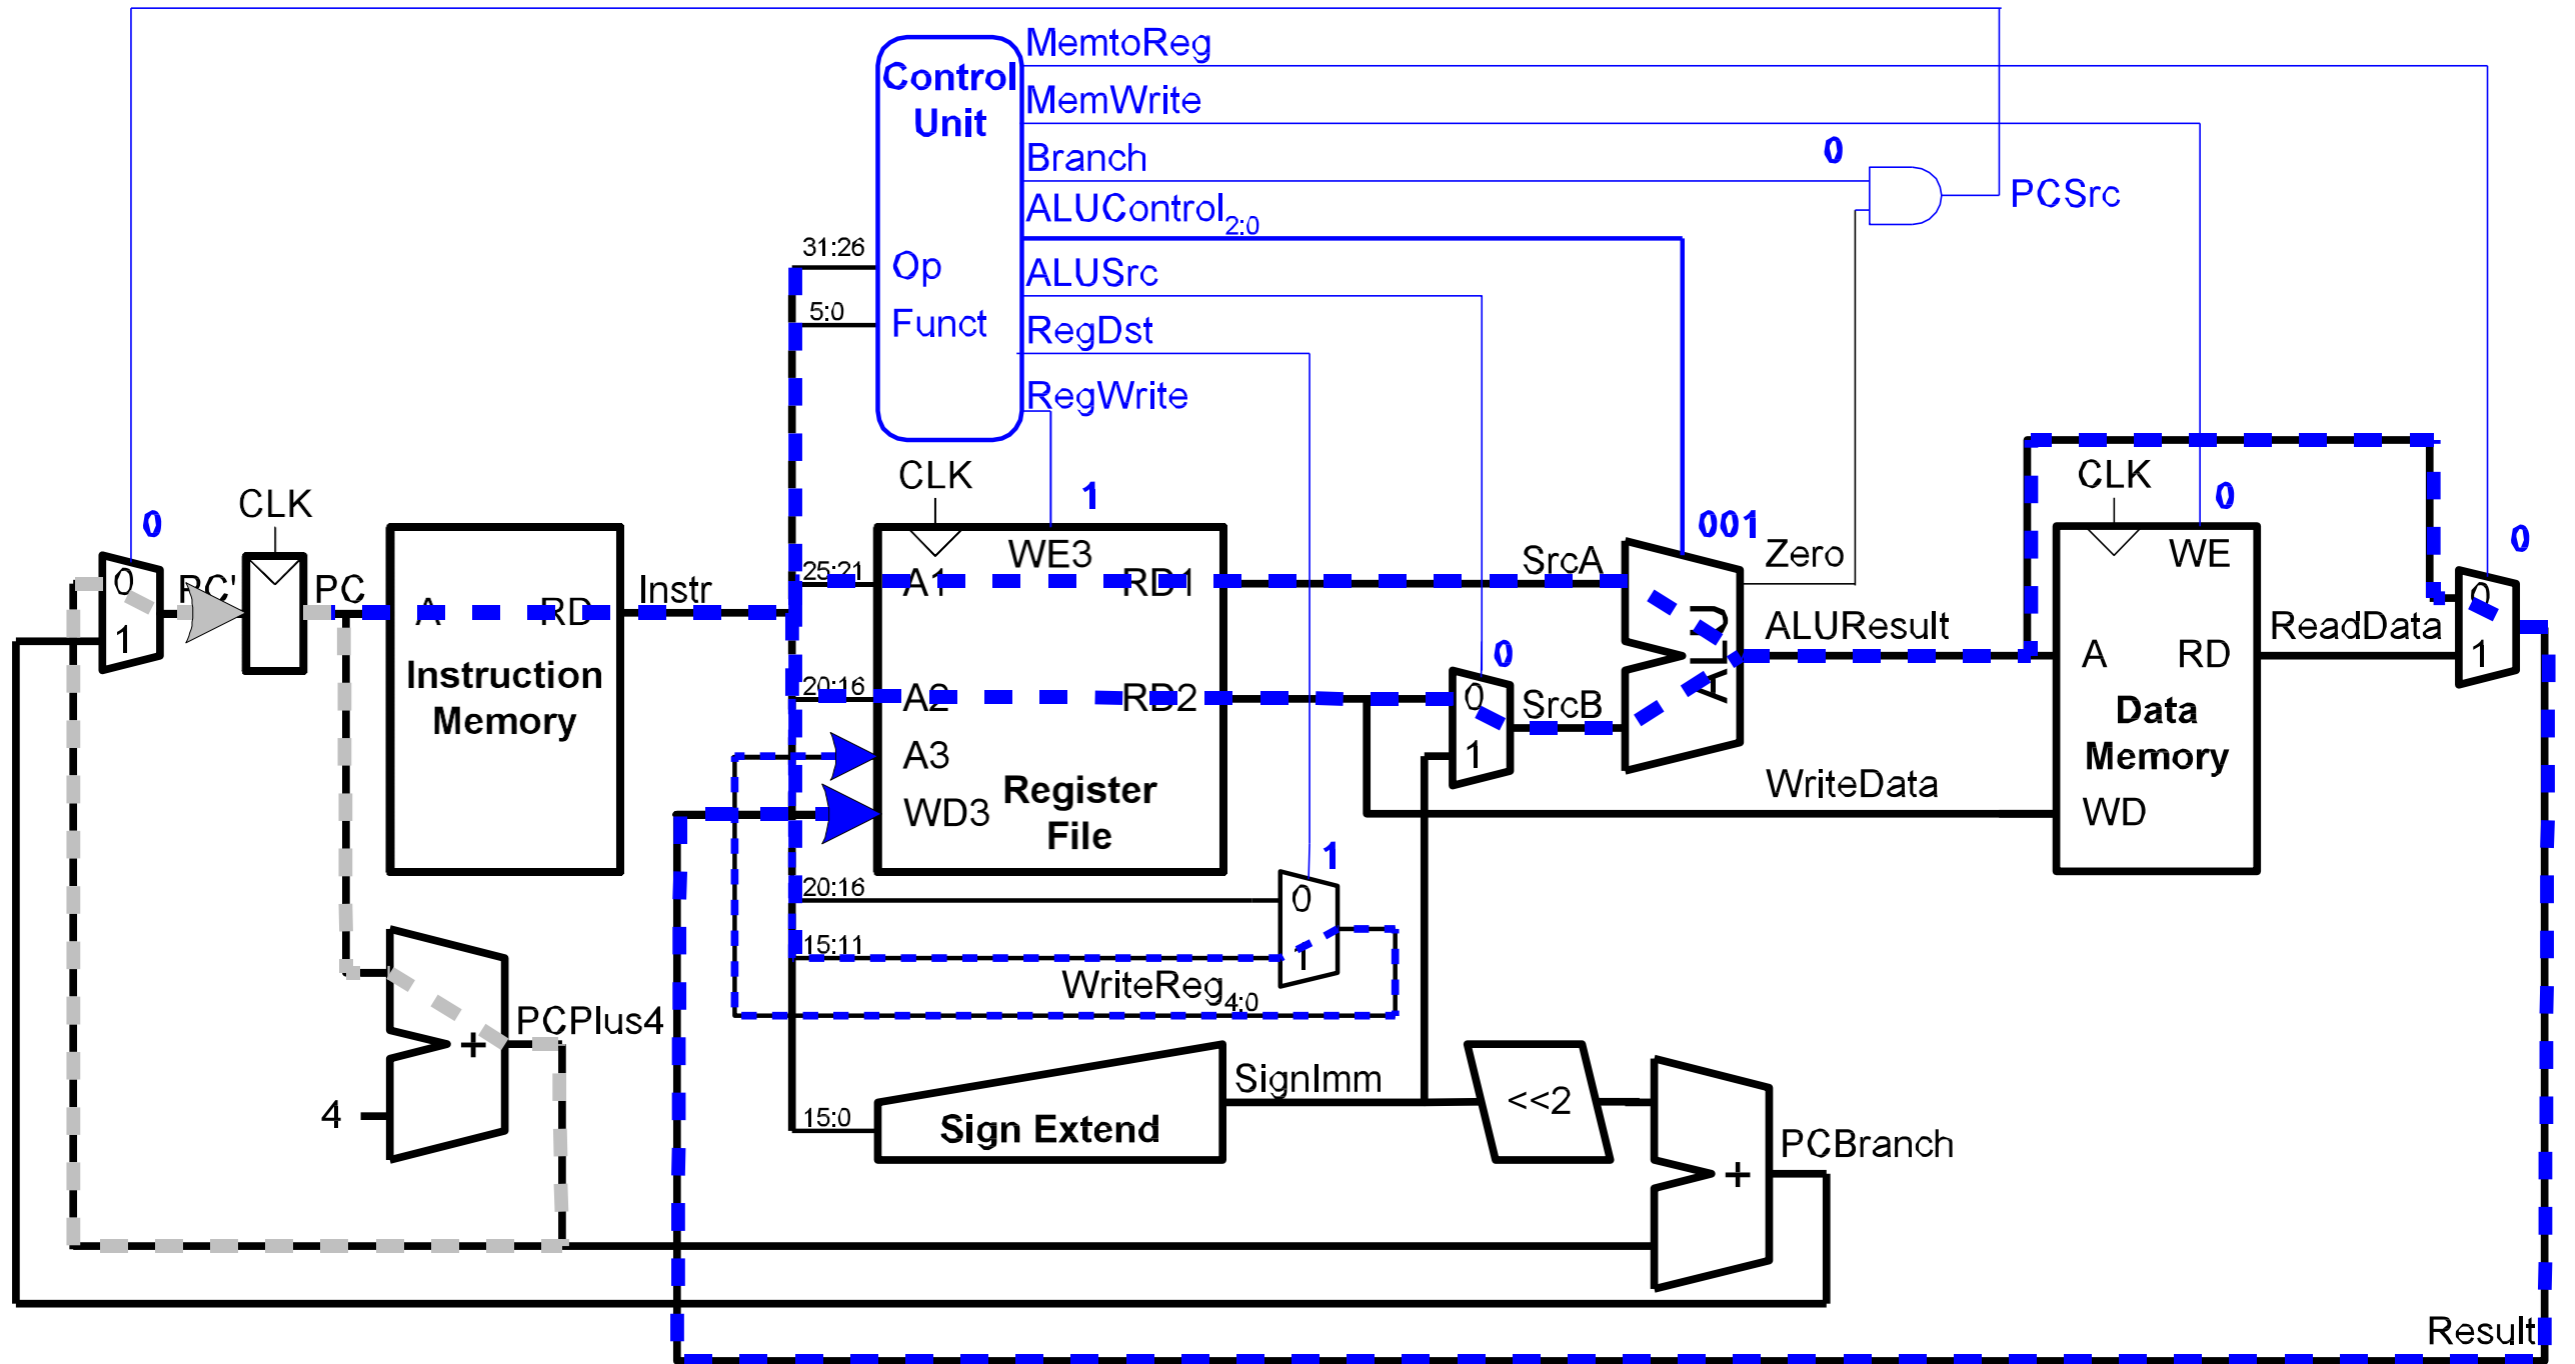 MemtoReg
Control
Unit
MemWrite
Branch
0
ALUControl2:0
PCSrc
31:26
Op
ALUSrc
5:0
Funct
RegDst
RegWrite
CLK
CLK
CLK
1
0
0
001
0
WE3
Zero
WE
0
PC'
PC
A
RD
Instr
25:21
A1
RD1
SrcA
ALU
0
1
ALUResult
ReadData
0
1
Instruction
Memory
A
RD
20:16
A2
RD2
0
0
1
SrcB
Data
Memory
A3
WD3
Register
File
WriteData
WD
1
20:16
0
15:11
1
WriteReg4:0
PCPlus4
+
4
SignImm
<<2
15:0
Sign Extend
PCBranch
+
Result